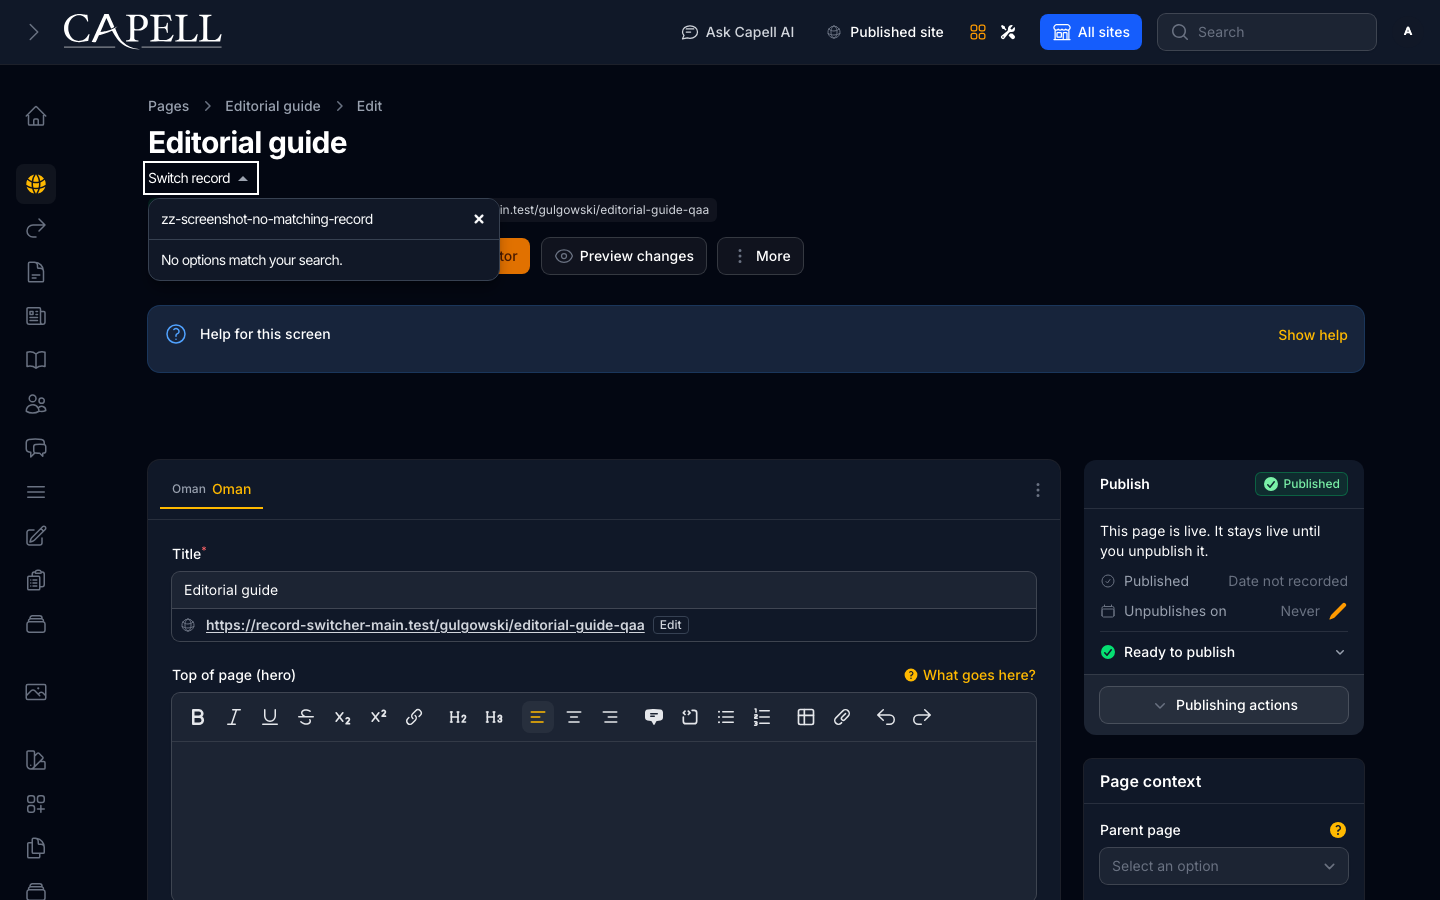 CAPELL
Ask Capell AI
Published site
All sites
Search
A
Pages
Editorial guide
Edit
Editorial guide
Switch record
zz-screenshot-no-matching-record
in.test/gulgowski/editorial-guide-qaa
No options match your search.
tor
Preview changes
More
Help for this screen
Show help
Oman Oman
Title*
Editorial guide
https://record-switcher-main.test/gulgowski/editorial-guide-qaa
Edit
Top of page (hero)
What goes here?
H2
H3
Publish
Published
This page is live. It stays live until
you unpublish it.
Published
Date not recorded
Unpublishes on
Never
Ready to publish
Publishing actions
Page context
Parent page
Select an option